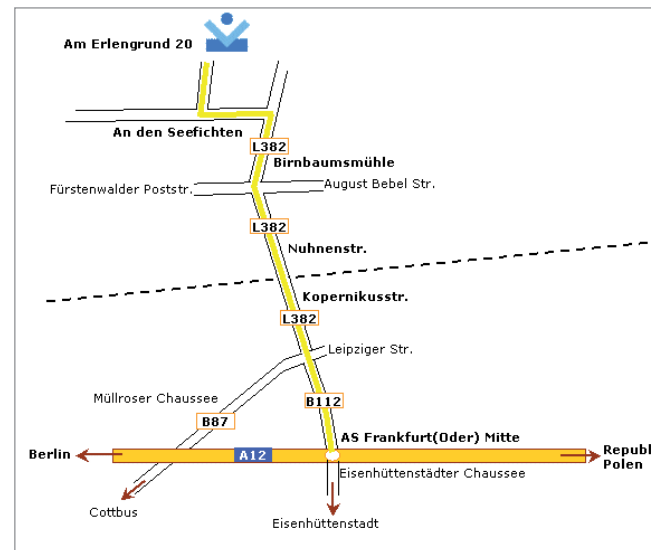 Am Erlengrund 20
An den Seefichten
L382
Birnbaumsmühle
Fürstenwalder Poststr.
August Bebel Str.
L382
Nuhnenstr.
Kopernikusstr.
L382
Leipziger Str.
Müllroser Chaussee
B112
B87
AS Frankfurt(Oder) Mitte
Berlin
A12
Republ
Polen
Eisenhüttenstädter Chaussee
Cottbus
Eisenhüttenstadt